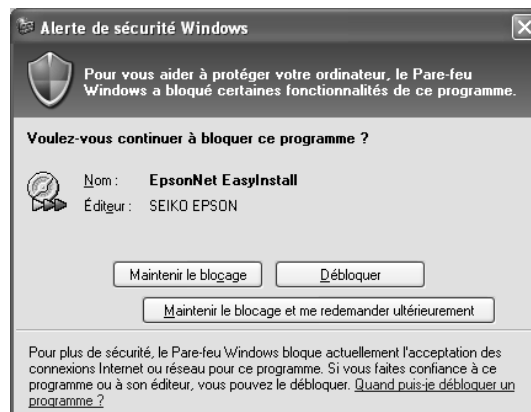 Alerte de sécurité Windows
Pour vous aider à protéger votre ordinateur, le Pare-feu
Windows a bloqué certaines fonctionnalités de ce programme.
Voulez-vous continuer à bloquer ce programme ?
Nom : EpsonNet EasyInstall
Éditeur : SEIKO EPSON
Maintenir le blocage Débloquer
Maintenir le blocage et me redemander ultérieurement
Pour plus de sécurité, le Pare-feu Windows bloque actuellement l'acceptation des
connexions Internet ou réseau pour ce programme. Si vous faites confiance à ce
programme ou à son éditeur, vous pouvez le débloquer. Quand puis-je débloquer un
programme ?